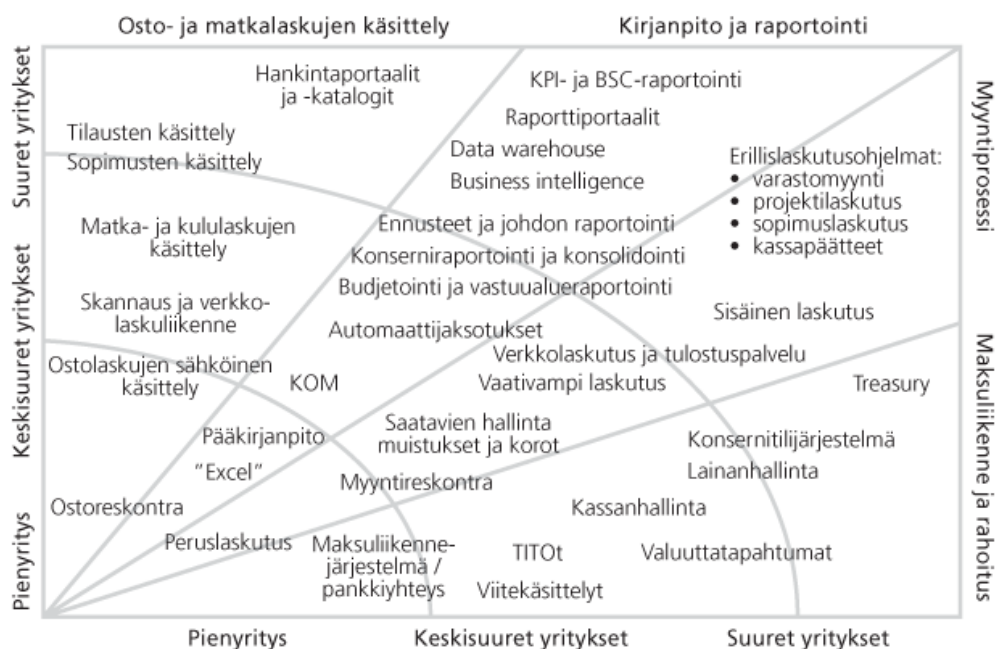 Osto- ja matkalaskujen käsittely
Kirjanpito ja raportointi
Suuret yritykset
Keskisuuret yritykset
Pienyritys
Hankintaportaalit
ja -katalogit
Tilausten käsittely
Sopimusten käsittely
Matka- ja kululaskujen
käsittely
Skannaus ja verkko-
laskuliikenne
Ostolaskujen sähköinen
käsittely
Ostoreskontra
KPI- ja BSC-raportointi
Raporttiportaalit
Data warehouse
Business intelligence
Ennusteet ja johdon raportointi
Konserniraportointi ja konsolidointi
Budjetointi ja vastuualueraportointi
Automaattijaksotukset
KOM
Pääkirjanpito
”Excel”
Erillislaskutusohjelmat:
• varastomyynti
• projektilaskutus
• sopimuslaskutus
• kassapäätteet
Sisäinen laskutus
Verkkolaskutus ja tulostuspalvelu
Vaativampi laskutus
Saatavien hallinta
muistukset ja korot
Myyntireskontra
Peruslaskutus
Treasury
Konsernitilijärjestelmä
Lainanhallinta
Kassanhallinta
Valuuttatapahtumat
TITOt
Viitekäsittelyt
Maksuliikenne-
järjestelmä /
pankkiyhteys
Myyntiprosessi
Maksuliikenne ja rahoitus
Pienyritys
Keskisuuret yritykset
Suuret yritykset